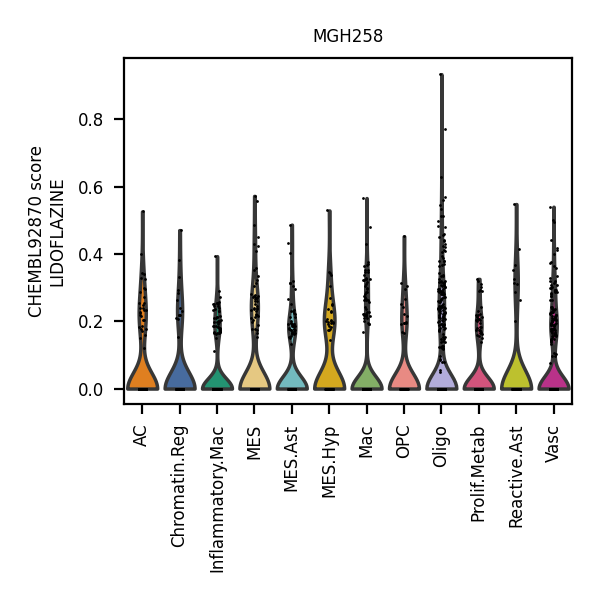 MGH258
CHEMBL92870 score
LIDOFLAZINE
0.8
0.6
0.4
0.2
0.0
AC
Chromatin.Reg
Inflammatory.Mac
MES
MES.Ast
MES.Hyp
Mac
OPC
Oligo
Prolif.Metab
Reactive.Ast
Vasc